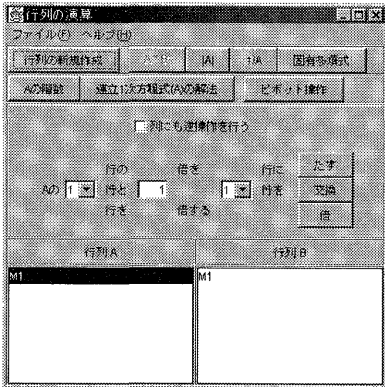 行列の演算
ファイル(F) ヘルプ(H)
行列の新規作成 |A| 1/A 固有多項式
Aの階数 連立1次方程式(A)の解法 ピボット操作
列にも逆操作を行う
行の 倍を 行に たす
Aの 1 行と 1 1 行を 交換
行を 倍する 倍
行列A 行列B
M1 M1